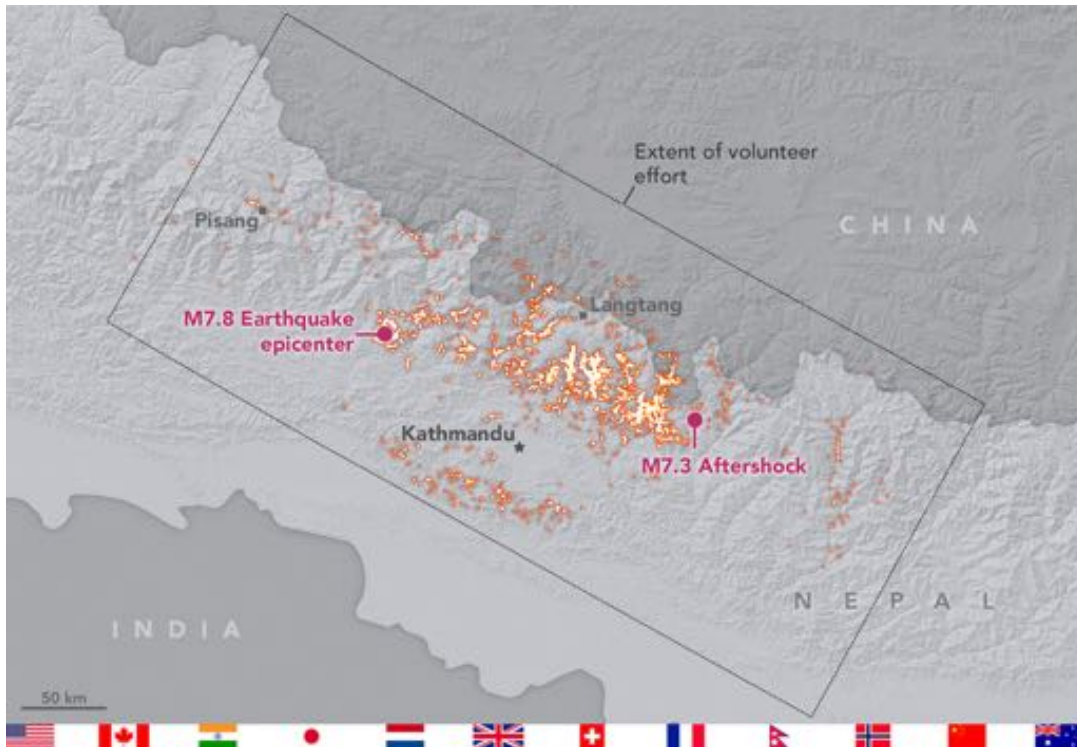 Extent of volunteer
effort
CHINA
Pisang
Langtang
M7.8 Earthquake
epicenter
Kathmandu
M7.3 Aftershock
NEPAL
INDIA
50 km